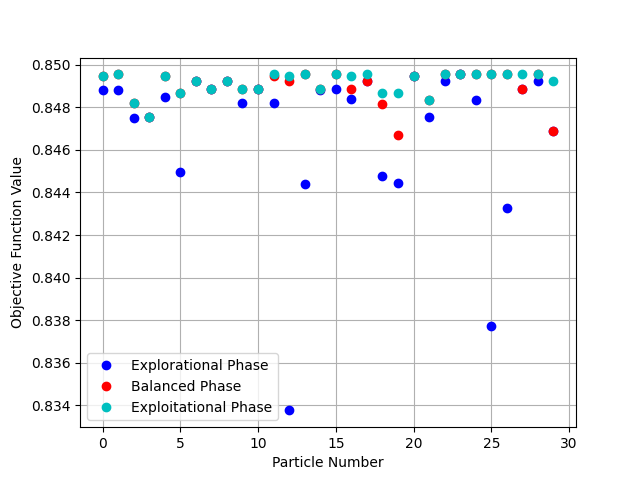 0.850
0.848
0.846
0.844
0.842
0.840
0.838
0.836
0.834
Objective Function Value
Explorational Phase
Balanced Phase
Exploitational Phase
0 5 10 15 20 25 30
Particle Number